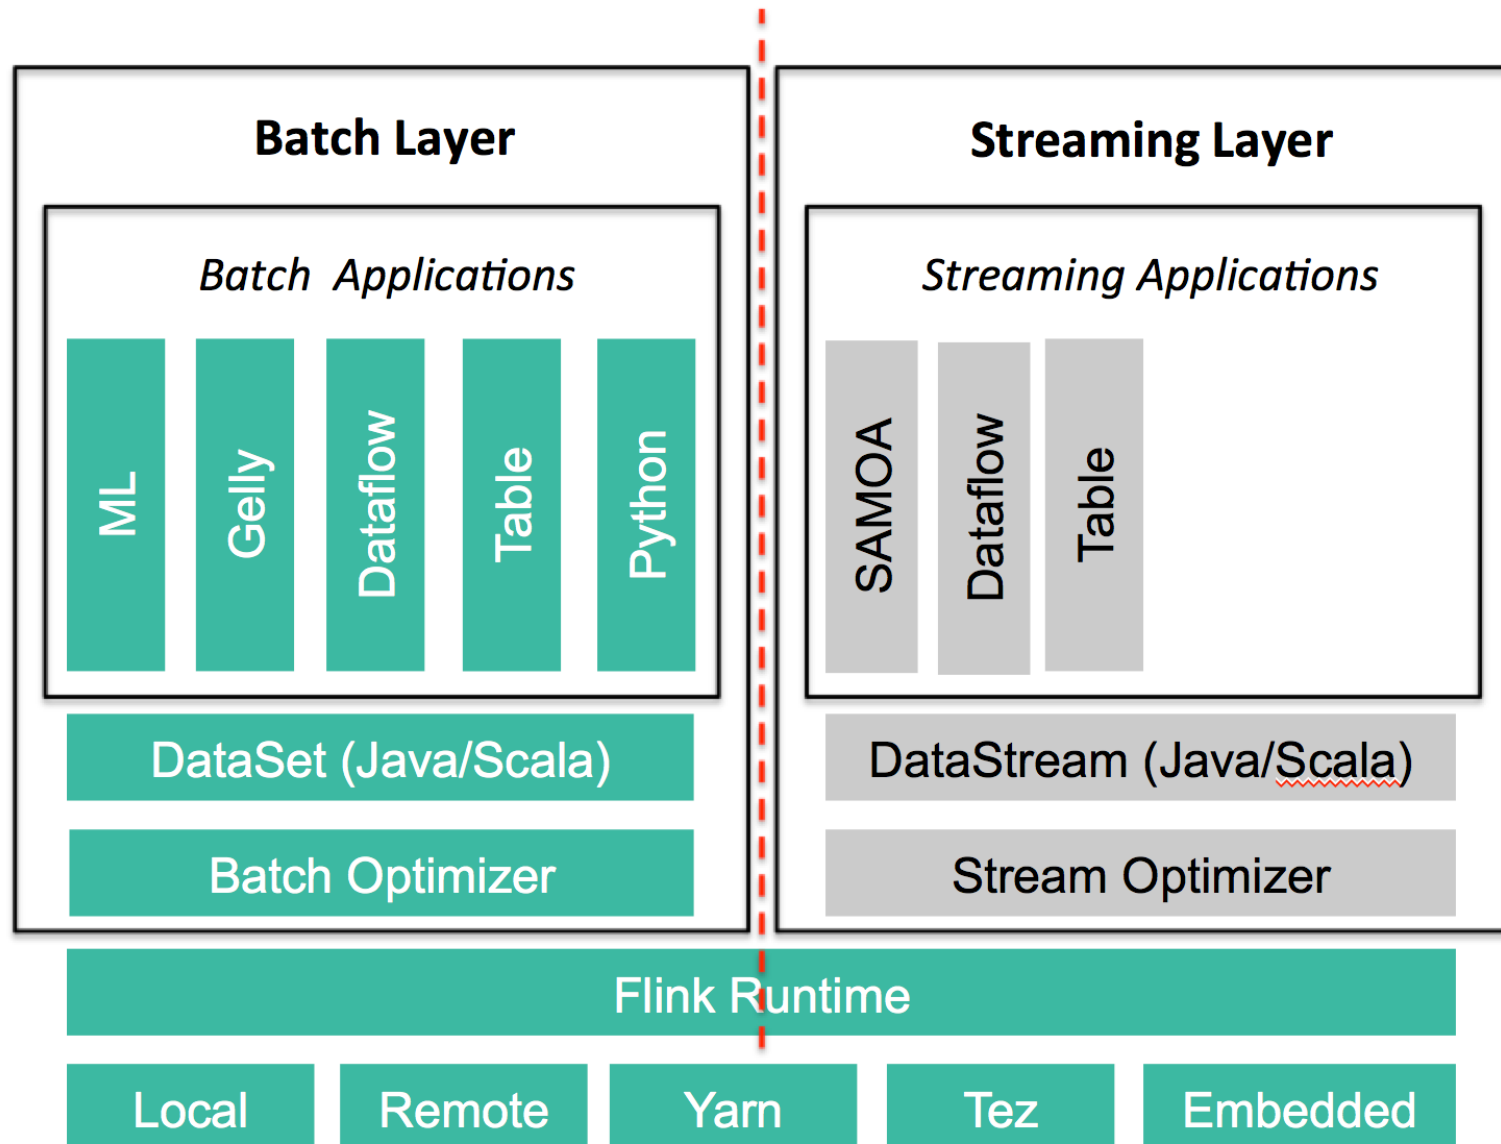 Batch Layer
Batch Applications
ML
Gelly
Dataflow
Table
Python
DataSet (Java/Scala)
Batch Optimizer
Streaming Layer
Streaming Applications
SAMOA
Dataflow
Table
DataStream (Java/Scala)
Stream Optimizer
Flink Runtime
Local
Remote
Yarn
Tez
Embedded